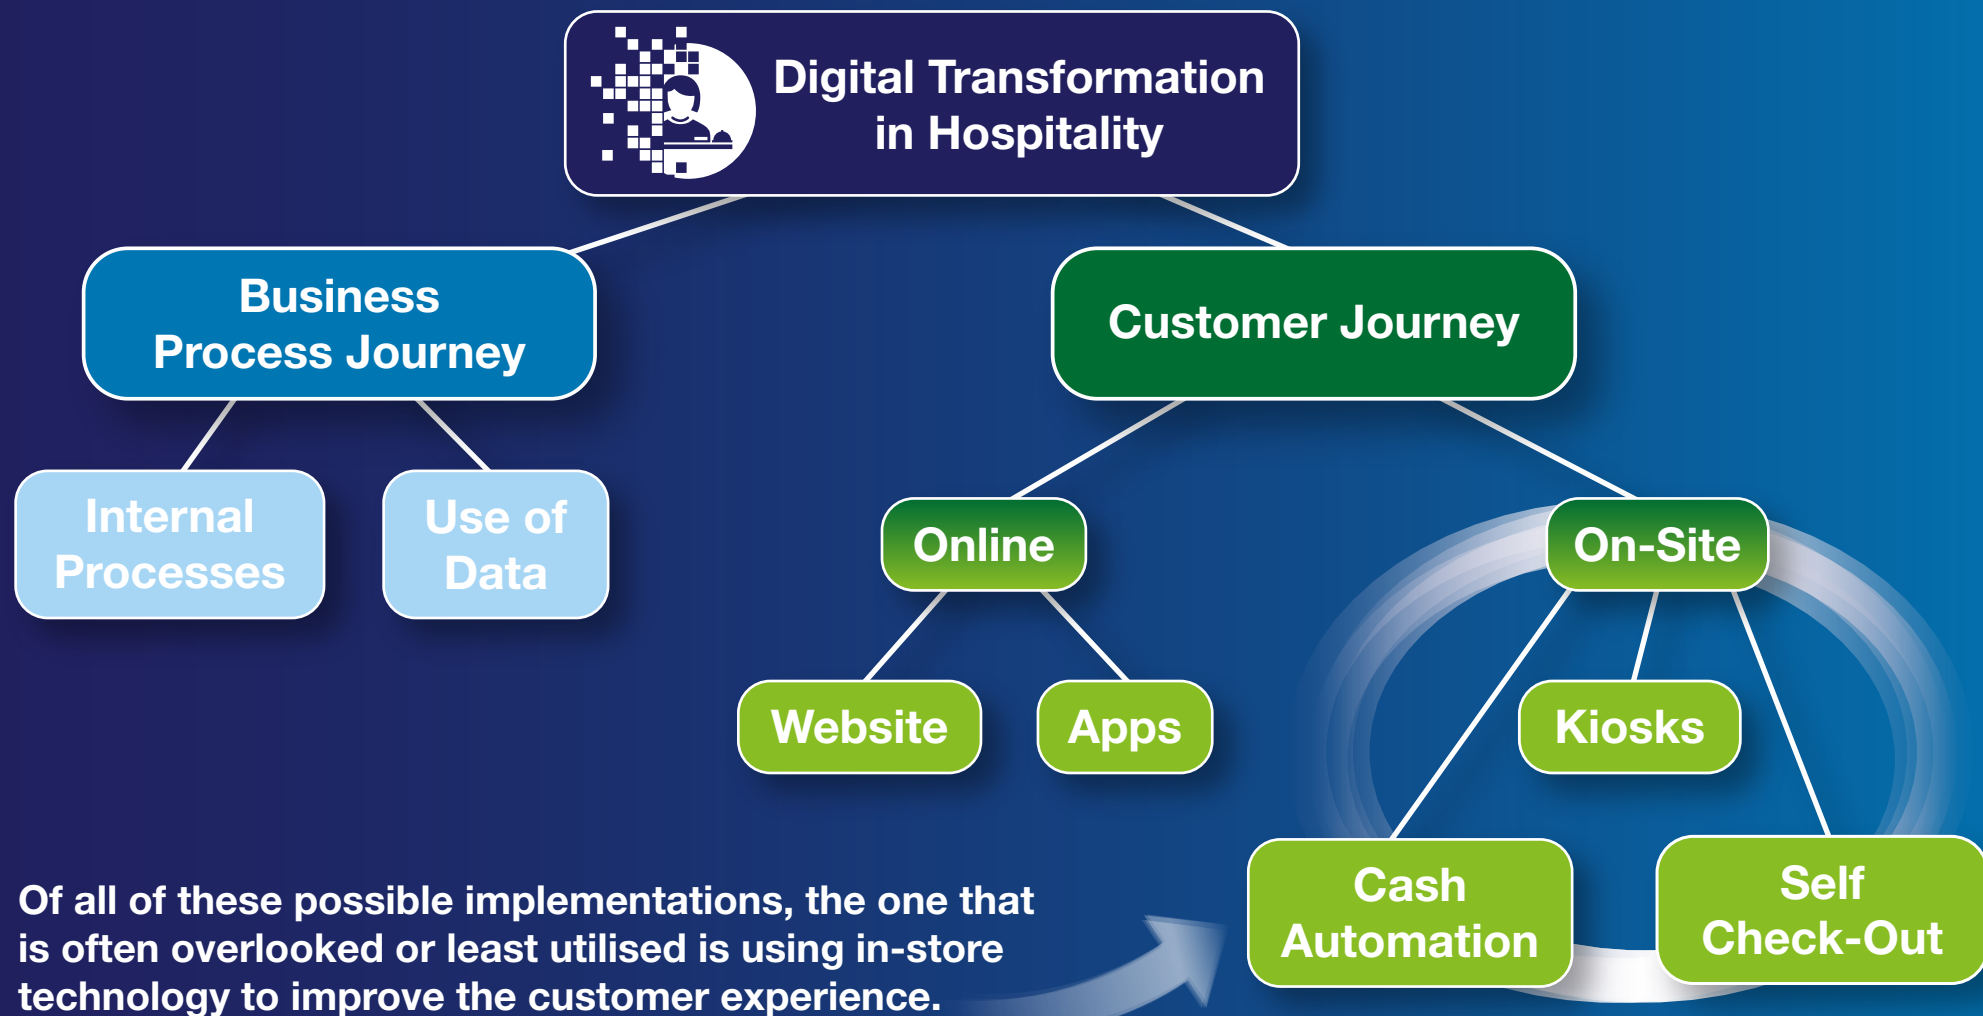 Digital Transformation
in Hospitality
Business
Process Journey
Customer Journey
Internal
Processes
Use of
Data
Online
On-Site
Website
Apps
Kiosks
Cash
Automation
Self
Check-Out
Of all of these possible implementations, the one that
is often overlooked or least utilised is using in-store
technology to improve the customer experience.